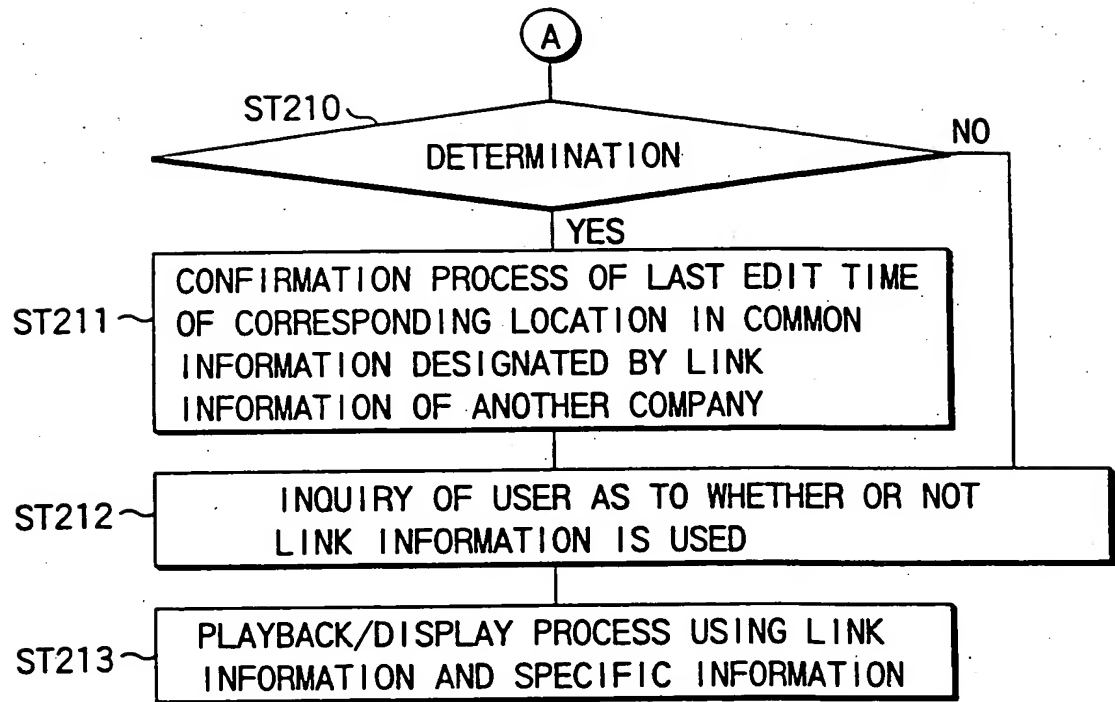 A
ST210
DETERMINATION
NO
YES
ST211
CONFIRMATION PROCESS OF LAST EDIT TIME
OF CORRESPONDING LOCATION IN COMMON
INFORMATION DESIGNATED BY LINK
INFORMATION OF ANOTHER COMPANY
ST212
INQUIRY OF USER AS TO WHETHER OR NOT
LINK INFORMATION IS USED
ST213
PLAYBACK/DISPLAY PROCESS USING LINK
INFORMATION AND SPECIFIC INFORMATION